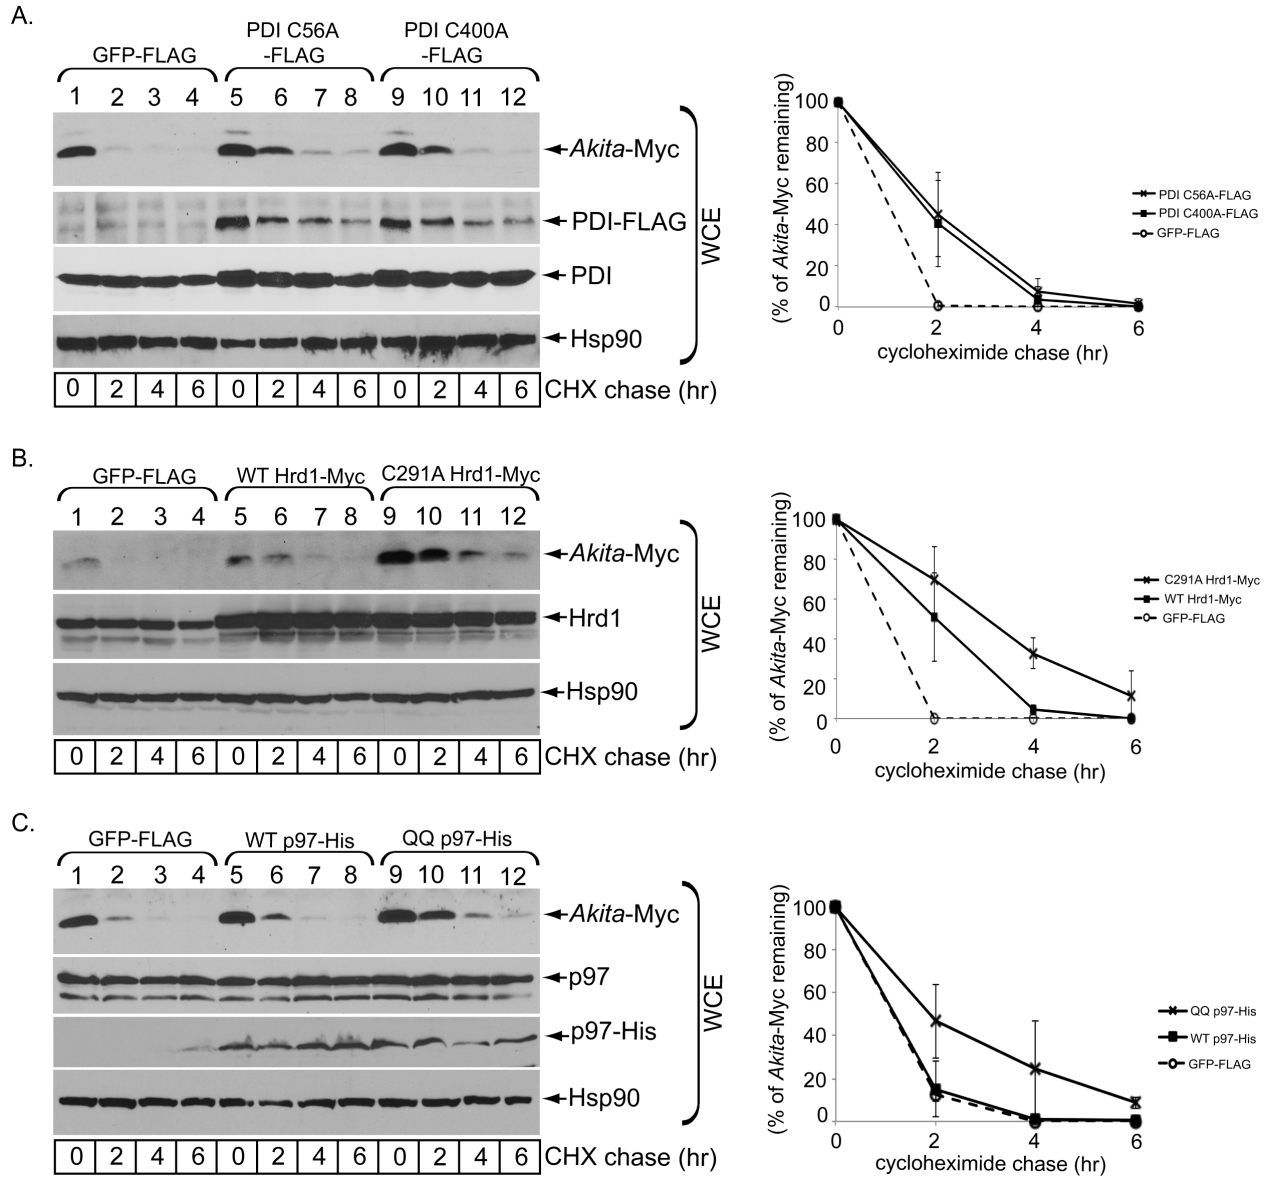 A.
GFP-FLAG
PDI C56A
-FLAG
PDI C400A
-FLAG
1 2 3 4 5 6 7 8 9 10 11 12
Akita-Myc
PDI-FLAG
PDI
Hsp90
WCE
0 2 4 6 0 2 4 6 0 2 4 6 CHX chase (hr)
(% of Akita-Myc remaining)
100
80
60
40
20
0
0 2 4 6
cycloheximide chase (hr)
PDI C56A-FLAG
PDI C400A-FLAG
GFP-FLAG
B.
GFP-FLAG WT Hrd1-Myc C291A Hrd1-Myc
1 2 3 4 5 6 7 8 9 10 11 12
Akita-Myc
Hrd1
Hsp90
WCE
0 2 4 6 0 2 4 6 0 2 4 6 CHX chase (hr)
(% of Akita-Myc remaining)
100
80
60
40
20
0
0 2 4 6
cycloheximide chase (hr)
C291A Hrd1-Myc
WT Hrd1-Myc
GFP-FLAG
C.
GFP-FLAG WT p97-His QQ p97-His
1 2 3 4 5 6 7 8 9 10 11 12
Akita-Myc
p97
p97-His
Hsp90
WCE
0 2 4 6 0 2 4 6 0 2 4 6 CHX chase (hr)
(% of Akita-Myc remaining)
100
80
60
40
20
0
0 2 4 6
cycloheximide chase (hr)
QQ p97-His
WT p97-His
GFP-FLAG